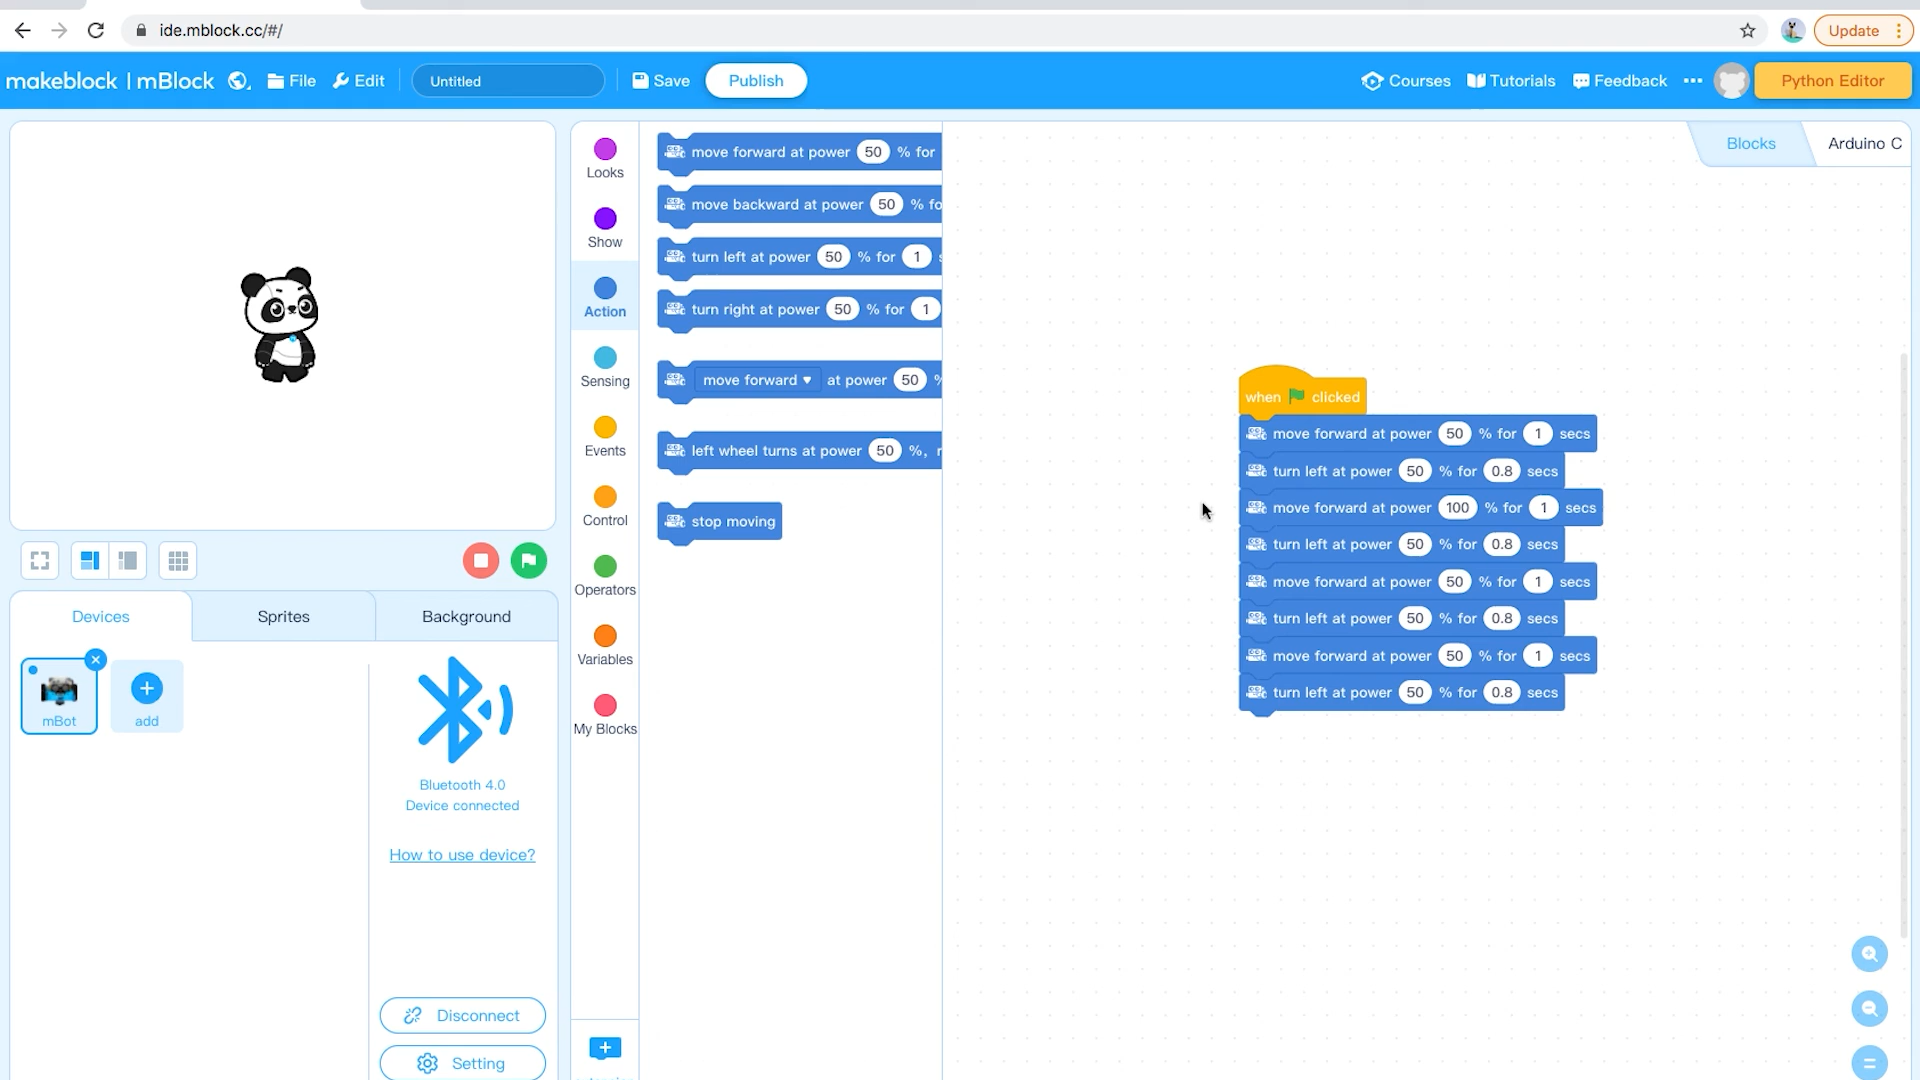 ide.mblock.cc/#/
Update
makeblock | mBlock
File
Edit
Untitled
Save
Publish
Courses
Tutorials
Feedback
Python Editor
Looks
Show
Action
Sensing
Events
Control
Operators
Variables
My Blocks
move forward at power 50 % for
move backward at power 50 % fo
turn left at power 50 % for 1 s
turn right at power 50 % for 1
move forward at power 50 %
left wheel turns at power 50 %, r
stop moving
Blocks
Arduino C
when clicked
move forward at power 50 % for 1 secs
turn left at power 50 % for 0.8 secs
move forward at power 100 % for 1 secs
turn left at power 50 % for 0.8 secs
move forward at power 50 % for 1 secs
turn left at power 50 % for 0.8 secs
move forward at power 50 % for 1 secs
turn left at power 50 % for 0.8 secs
Devices
Sprites
Background
mBot
add
Bluetooth 4.0
Device connected
How to use device?
Disconnect
Setting